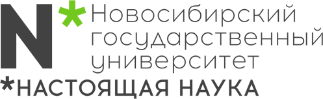 N* Новосибирский
государственный
университет
*НАСТОЯЩАЯ НАУКА